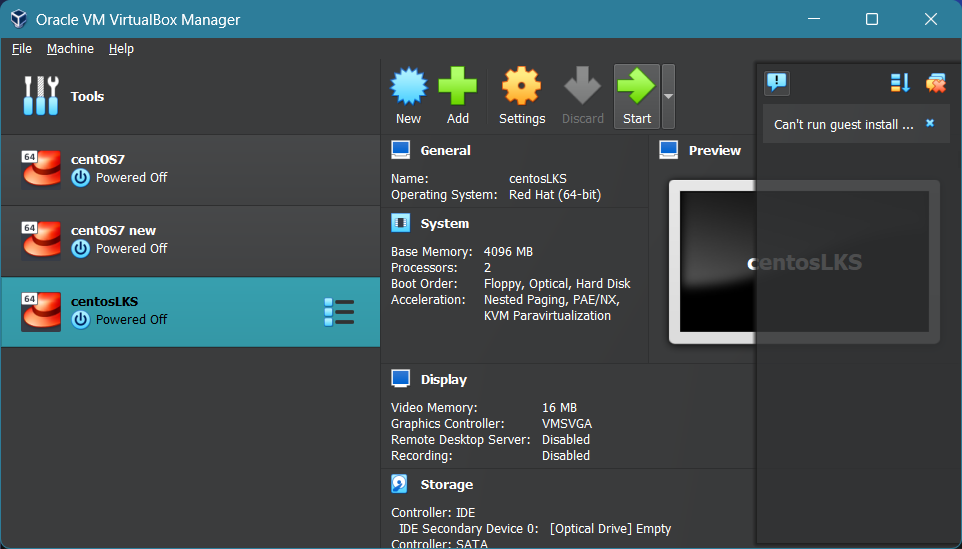 Oracle VM VirtualBox Manager
File Machine Help
Tools
64 centOS7
Powered Off
64 centOS7 new
Powered Off
64 centosLKS
Powered Off
New Add Settings Discard Start
General
Name: centosLKS
Operating System: Red Hat (64-bit)
System
Base Memory: 4096 MB
Processors: 2
Boot Order: Floppy, Optical, Hard Disk
Acceleration: Nested Paging, PAE/NX,
KVM Paravirtualization
Preview
centosLKS
Display
Video Memory: 16 MB
Graphics Controller: VMSVGA
Remote Desktop Server: Disabled
Recording: Disabled
Storage
Controller: IDE
IDE Secondary Device 0: [Optical Drive] Empty
Controller: SATA
Can't run guest install ...